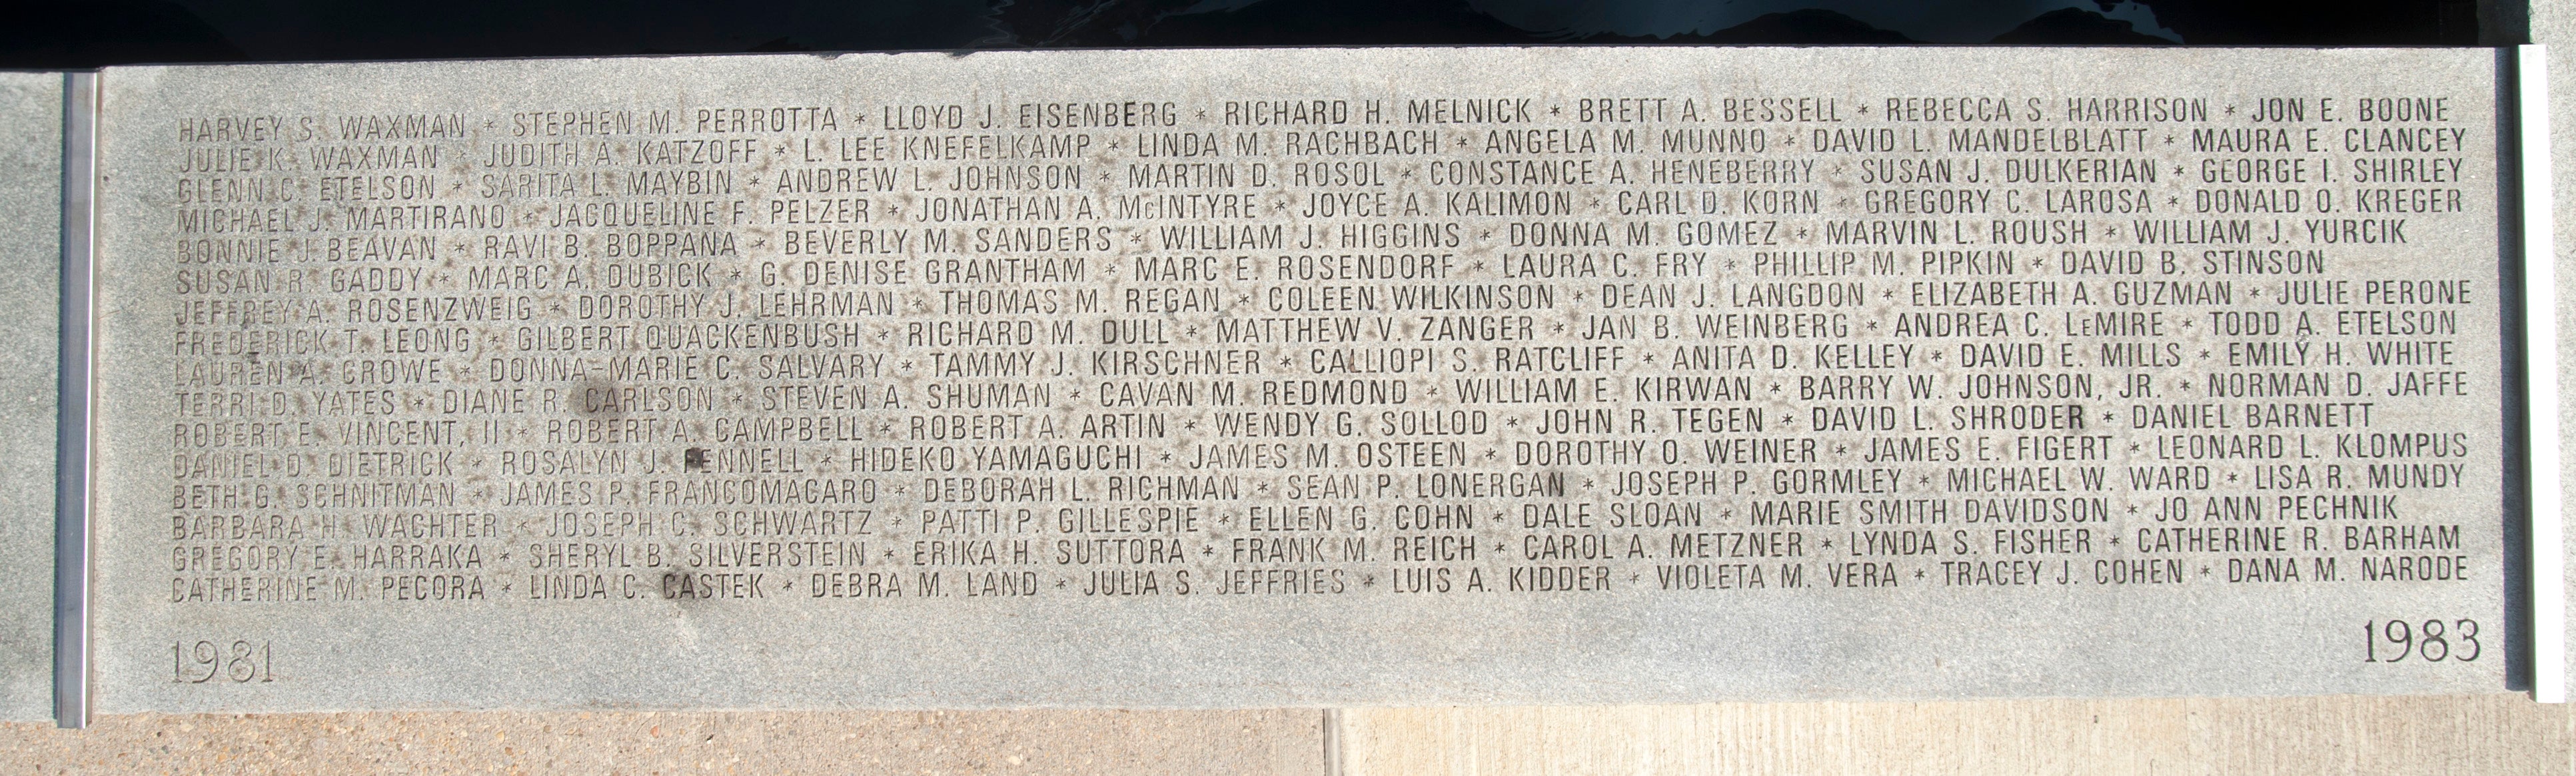 HARVEY S. WAXMAN * STEPHEN M. PERROTTA * LLOYD J. EISENBERG * RICHARD H. MELNICK * BRETT A. BESSELL * REBECCA S. HARRISON * JON E. BOONE
JULIE K. WAXMAN * JUDITH A. KATZOFF * L. LEE KNEFELKAMP * LINDA M. RACHBACH * ANGELA M. MUNNO * DAVID L. MANDELBLATT * MAURA E. CLANCEY
GLENN C. ETELSON * SARITA L. MAYBIN * ANDREW L. JOHNSON * MARTIN D. ROSOL * CONSTANCE A. HENEBERRY * SUSAN J. DULKERIAN * GEORGE I. SHIRLEY
MICHAEL J. MARTIRANO * JACQUELINE F. PELZER * JONATHAN A. McINTYRE * JOYCE A. KALIMON * CARL D. KORN * GREGORY C. LAROSA * DONALD O. KREGER
BONNIE J. BEAVAN * RAVI B. BOPPANA * BEVERLY M. SANDERS * WILLIAM J. HIGGINS * DONNA M. GOMEZ * MARVIN L. ROUSH * WILLIAM J. YURCIK
SUSAN R. GADDY * MARC A. DUBICK * G. DENISE GRANTHAM * MARC E. ROSENDORF * LAURA C. FRY * PHILLIP M. PIPKIN * DAVID B. STINSON
JEFFREY A. ROSENZWEIG * DOROTHY J. LEHRMAN * THOMAS M. REGAN * COLEEN WILKINSON * DEAN J. LANGDON * ELIZABETH A. GUZMAN * JULIE PERONE
FREDERICK T. LEONG * GILBERT QUACKENBUSH * RICHARD M. DULL * MATTHEW V. ZANGER * JAN B. WEINBERG * ANDREA C. LeMIRE * TODD A. ETELSON
LAUREN A. CROWE * DONNA-MARIE C. SALVARY * TAMMY J. KIRSCHNER * CALLIOPI S. RATCLIFF * ANITA D. KELLEY * DAVID E. MILLS * EMILY H. WHITE
TERRI D. YATES * DIANE R. CARLSON * STEVEN A. SHUMAN * CAVAN M. REDMOND * WILLIAM E. KIRWAN * BARRY W. JOHNSON, JR. * NORMAN D. JAFFE
ROBERT E. VINCENT, II * ROBERT A. CAMPBELL * ROBERT A. ARTIN * WENDY G. SOLLOD * JOHN R. TEGEN * DAVID L. SHRODER * DANIEL BARNETT
DANIEL D. DIETRICK * ROSALYN J. FENNELL * HIDEKO YAMAGUCHI * JAMES M. OSTEEN * DOROTHY O. WEINER * JAMES E. FIGERT * LEONARD L. KLOMPUS
BETH G. SCHNITMAN * JAMES P. FRANCOMACARO * DEBORAH L. RICHMAN * SEAN P. LONERGAN * JOSEPH P. GORMLEY * MICHAEL W. WARD * LISA R. MUNDY
BARBARA H. WACHTER * JOSEPH C. SCHWARTZ * PATTI P. GILLESPIE * ELLEN G. COHN * DALE SLOAN * MARIE SMITH DAVIDSON * JO ANN PECHNIK
GREGORY E. HARRAKA * SHERYL B. SILVERSTEIN * ERIKA H. SUTTORA * FRANK M. REICH * CAROL A. METZNER * LYNDA S. FISHER * CATHERINE R. BARHAM
CATHERINE M. PECORA * LINDA C. CASTEK * DEBRA M. LAND * JULIA S. JEFFRIES * LUIS A. KIDDER * VIOLETA M. VERA * TRACEY J. COHEN * DANA M. NARODE
1981 1983